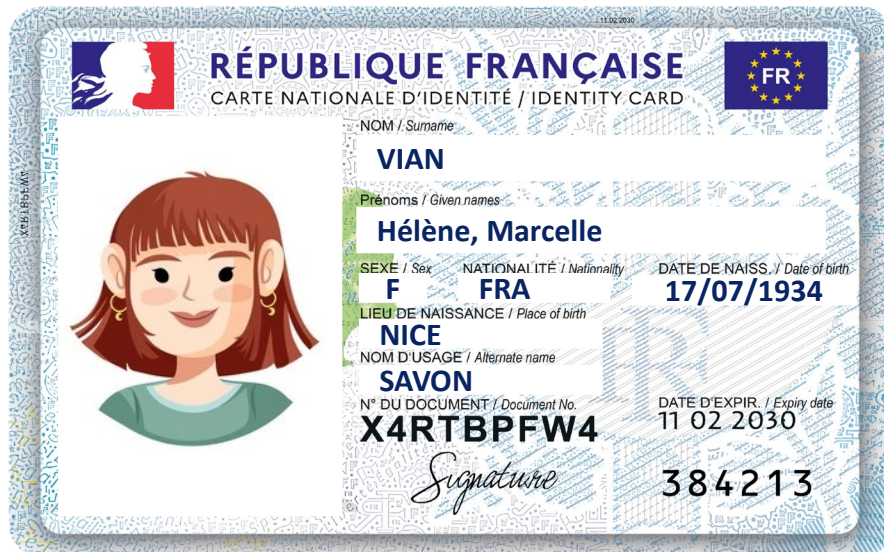 11.02.2030
RÉPUBLIQUE FRANÇAISE
FR
CARTE NATIONALE D'IDENTITÉ / IDENTITY CARD
NOM / Surname
VIAN
Prénoms / Given names
Hélène, Marcelle
SEXE / Sex NATIONALITÉ / Nationality DATE DE NAISS. / Date of birth
F FRA 17/07/1934
LIEU DE NAISSANCE / Place of birth
NICE
NOM D'USAGE / Alternate name
SAVON
N° DU DOCUMENT / Document No. DATE D'EXPIR. / Expiry date
X4RTBPFW4 11 02 2030
Signature 384213
X4RTBPFW4